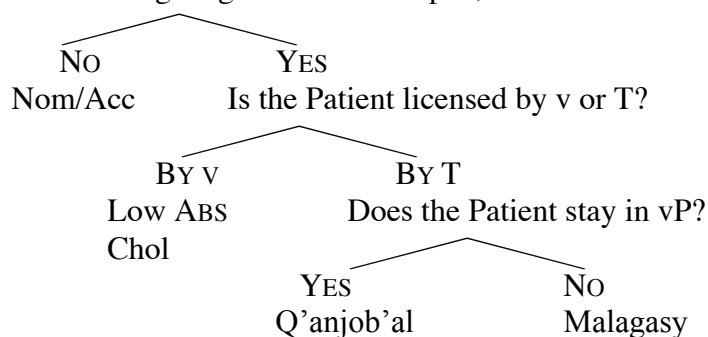 No Yes
Nom/Acc Is the Patient licensed by v or T?
By v By T
Low Abs Does the Patient stay in vP?
Chol
Yes No
Q’anjob’al Malagasy